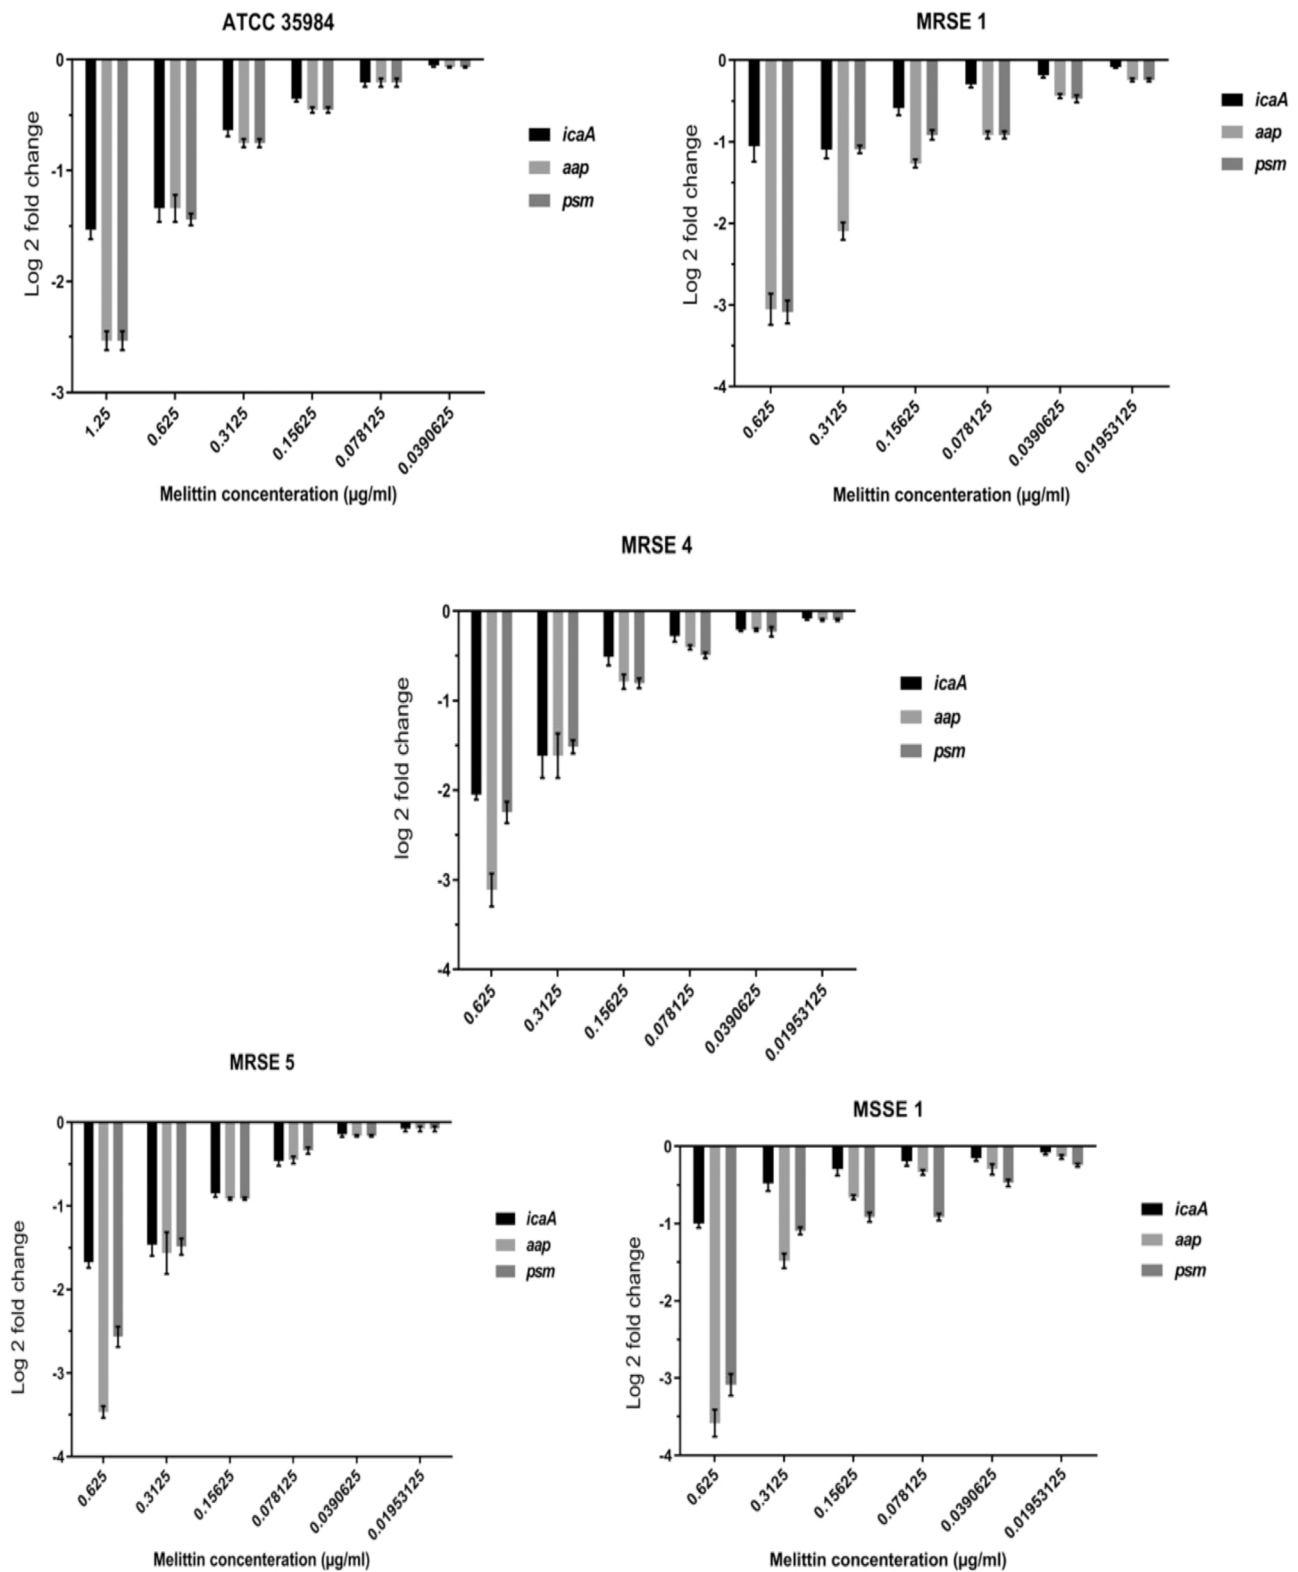 ATCC 35984
Log 2 fold change
0
-1
-2
-3
1.25
0.625
0.3125
0.15625
0.078125
0.0390625
Melittin concenteration (µg/ml)
icaA
aap
psm
MRSE 1
Log 2 fold change
0
-1
-2
-3
-4
0.625
0.3125
0.15625
0.078125
0.0390625
0.01953125
Melittin concenteration (µg/ml)
icaA
aap
psm
MRSE 4
log 2 fold change
0
-1
-2
-3
-4
0.625
0.3125
0.15625
0.078125
0.0390625
0.01953125
icaA
aap
psm
MRSE 5
Log 2 fold change
0
-1
-2
-3
-4
0.625
0.3125
0.15625
0.078125
0.0390625
0.01953125
Melittin concenteration (µg/ml)
icaA
aap
psm
MSSE 1
Log 2 fold change
0
-1
-2
-3
-4
0.625
0.3125
0.15625
0.078125
0.0390625
0.01953125
Melittin concenteration (µg/ml)
icaA
aap
psm